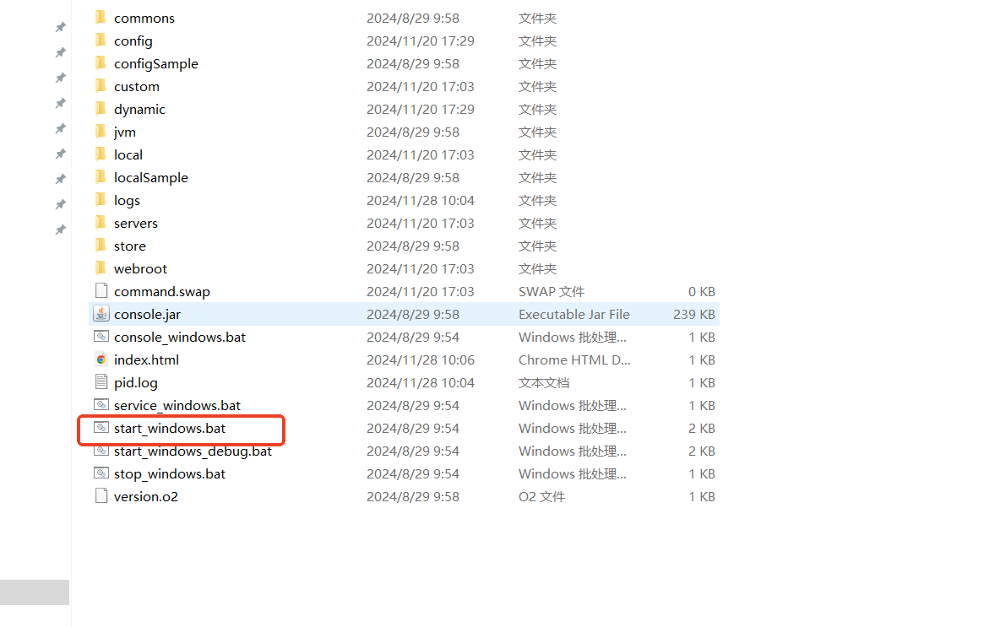 commons 2024/8/29 9:58 文件夹
config 2024/11/20 17:29 文件夹
configSample 2024/8/29 9:58 文件夹
custom 2024/11/20 17:03 文件夹
dynamic 2024/11/20 17:29 文件夹
jvm 2024/8/29 9:58 文件夹
local 2024/11/20 17:03 文件夹
localSample 2024/8/29 9:58 文件夹
logs 2024/11/28 10:04 文件夹
servers 2024/11/20 17:03 文件夹
store 2024/8/29 9:58 文件夹
webroot 2024/11/20 17:03 文件夹
command.swap 2024/11/20 17:03 SWAP 文件 0 KB
console.jar 2024/8/29 9:58 Executable Jar File 239 KB
console_windows.bat 2024/8/29 9:54 Windows 批处理... 1 KB
index.html 2024/11/28 10:06 Chrome HTML D... 1 KB
pid.log 2024/11/28 10:04 文本文档 1 KB
service_windows.bat 2024/8/29 9:54 Windows 批处理... 1 KB
start_windows.bat 2024/8/29 9:54 Windows 批处理... 2 KB
start_windows_debug.bat 2024/8/29 9:54 Windows 批处理... 2 KB
stop_windows.bat 2024/8/29 9:54 Windows 批处理... 1 KB
version.o2 2024/8/29 9:58 O2 文件 1 KB